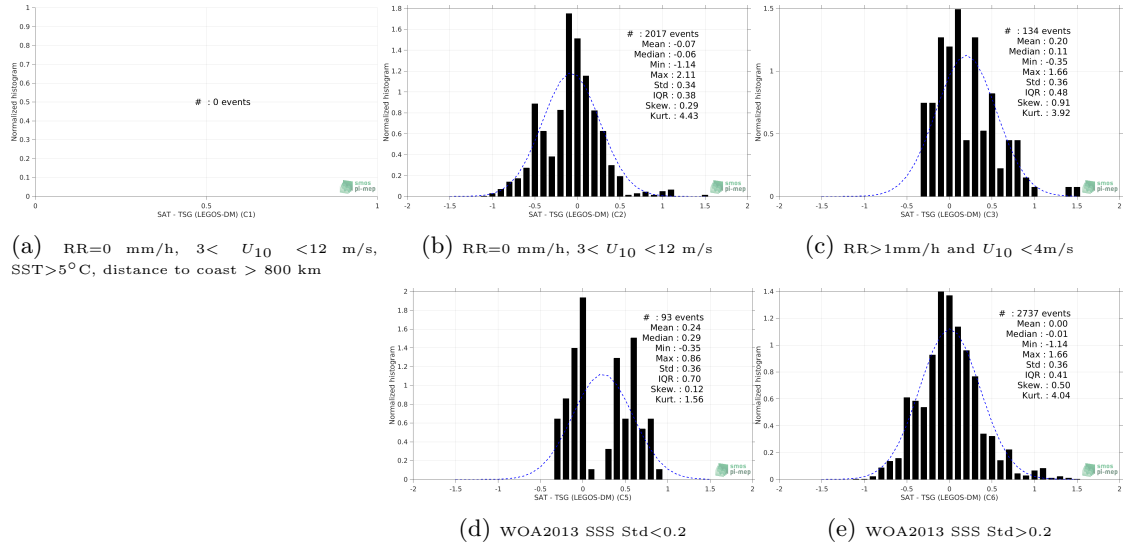 1
0.9
0.8
0.7
0.6
0.5
0.4
0.3
0.2
0.1
0
Normalized histogram
# : 0 events
0 0.5 1
SAT - TSG (LEGOS-DM) (C1)
smos
pi-mep
(a) RR=0 mm/h, 3< U10 <12 m/s,
SST>5°C, distance to coast > 800 km
1.8
1.6
1.4
1.2
1
0.8
0.6
0.4
0.2
0
Normalized histogram
# : 2017 events
Mean : -0.07
Median : -0.06
Min : -1.14
Max : 2.11
Std : 0.34
IQR : 0.38
Skew. : 0.29
Kurt. : 4.43
-2 -1.5 -1 -0.5 0 0.5 1 1.5 2
SAT - TSG (LEGOS-DM) (C2)
smos
pi-mep
(b) RR=0 mm/h, 3< U10 <12 m/s
1.5
1
0.5
0
Normalized histogram
# : 134 events
Mean : 0.20
Median : 0.11
Min : -0.35
Max : 1.66
Std : 0.36
IQR : 0.48
Skew. : 0.91
Kurt. : 3.92
-2 -1.5 -1 -0.5 0 0.5 1 1.5 2
SAT - TSG (LEGOS-DM) (C3)
smos
pi-mep
(c) RR>1mm/h and U10 <4m/s
2
1.8
1.6
1.4
1.2
1
0.8
0.6
0.4
0.2
0
Normalized histogram
# : 93 events
Mean : 0.24
Median : 0.29
Min : -0.35
Max : 0.86
Std : 0.36
IQR : 0.70
Skew. : 0.12
Kurt. : 1.56
-2 -1.5 -1 -0.5 0 0.5 1 1.5 2
SAT - TSG (LEGOS-DM) (C5)
smos
pi-mep
(d) WOA2013 SSS Std<0.2
1.4
1.2
1
0.8
0.6
0.4
0.2
0
Normalized histogram
# : 2737 events
Mean : 0.00
Median : -0.01
Min : -1.14
Max : 1.66
Std : 0.36
IQR : 0.41
Skew. : 0.50
Kurt. : 4.04
-2 -1.5 -1 -0.5 0 0.5 1 1.5 2
SAT - TSG (LEGOS-DM) (C6)
smos
pi-mep
(e) WOA2013 SSS Std>0.2